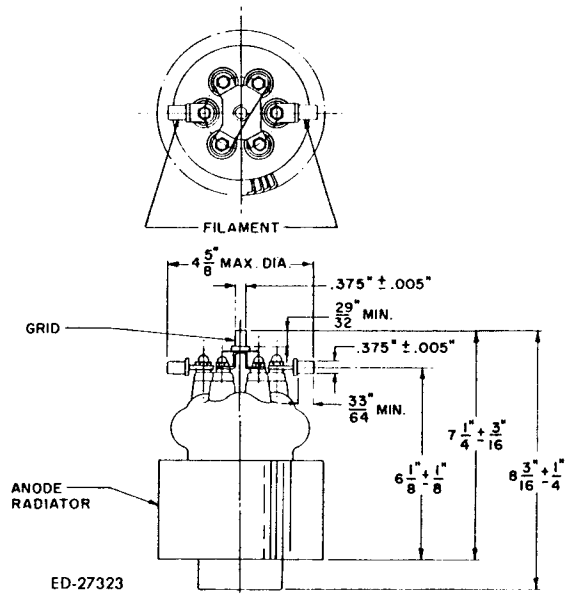 FILAMENT
4 5/8" MAX. DIA.
.375" ± .005"
29/32" MIN.
GRID
.375" ± .005"
33/64" MIN.
7 1/4" ± 3/16"
6 1/8" ± 1/8"
8 3/16" ± 1/4"
ANODE
RADIATOR
ED-27323